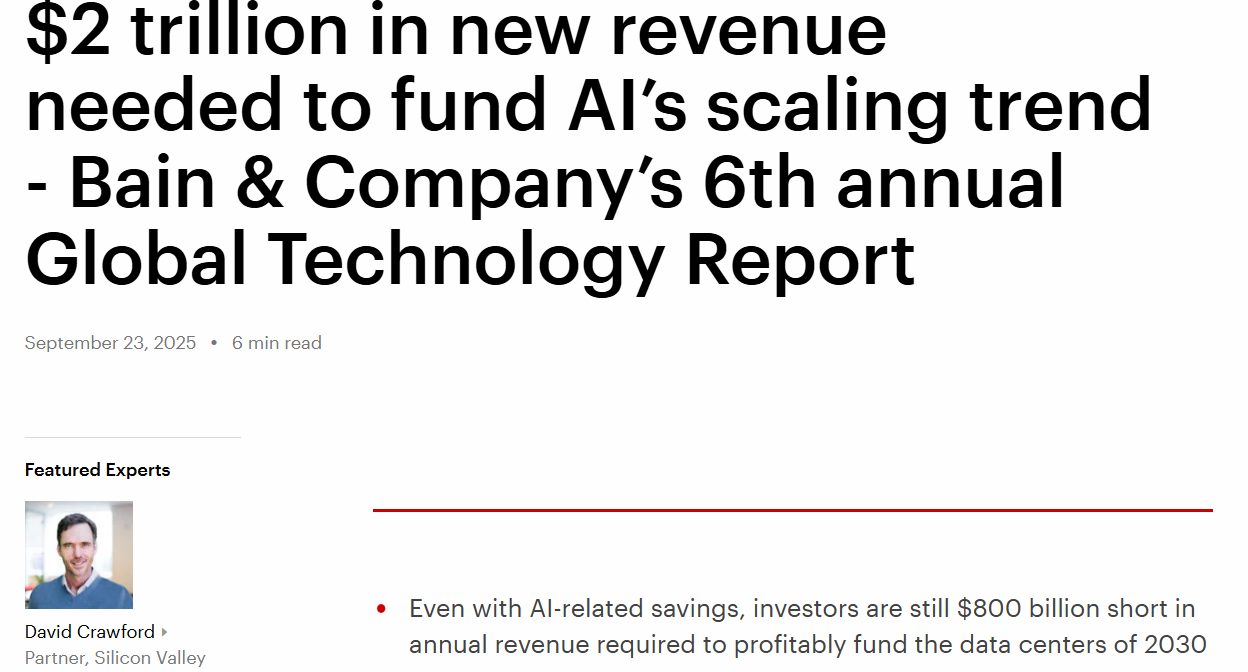 $2 trillion in new revenue
needed to fund AI’s scaling trend
- Bain & Company’s 6th annual
Global Technology Report
September 23, 2025 • 6 min read
Featured Experts
David Crawford
Partner, Silicon Valley
• Even with AI-related savings, investors are still $800 billion short in
annual revenue required to profitably fund the data centers of 2030